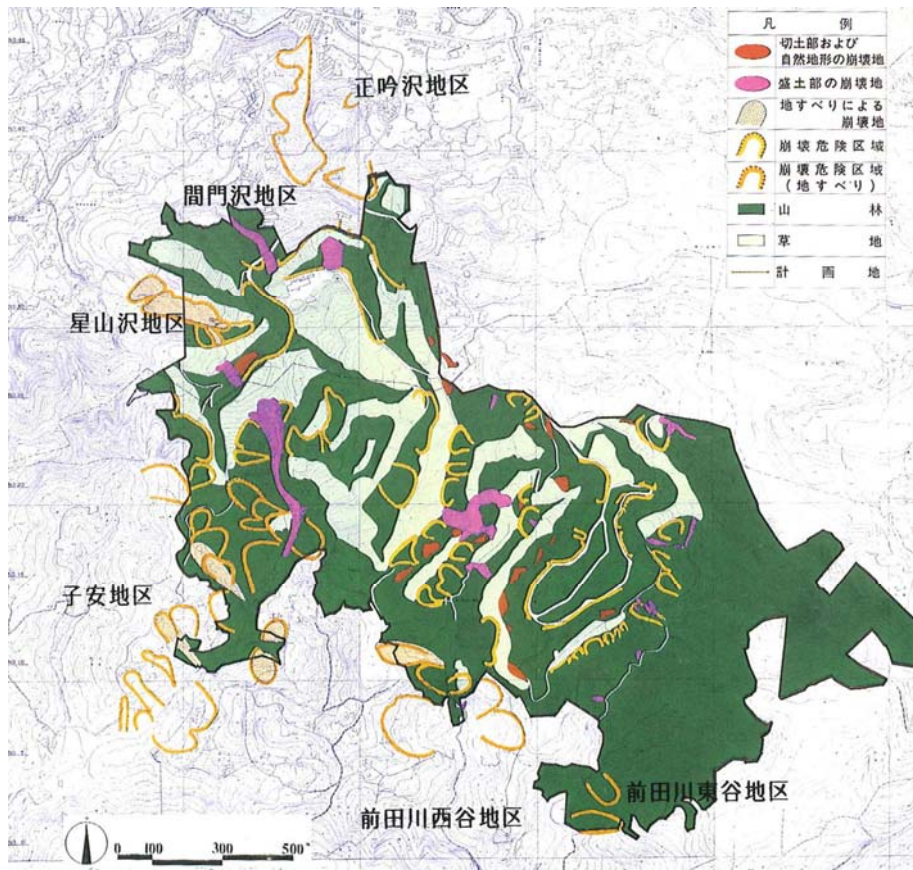 凡 例
切土部および
自然地形の崩壊地
盛土部の崩壊地
地すべりによる
崩壊地
崩壊危険区域
崩壊危険区域
(地すべり)
山 林
草 地
計 画 地
正吟沢地区
間門沢地区
星山沢地区
子安地区
前田川西谷地区
前田川東谷地区
0 100 300 500